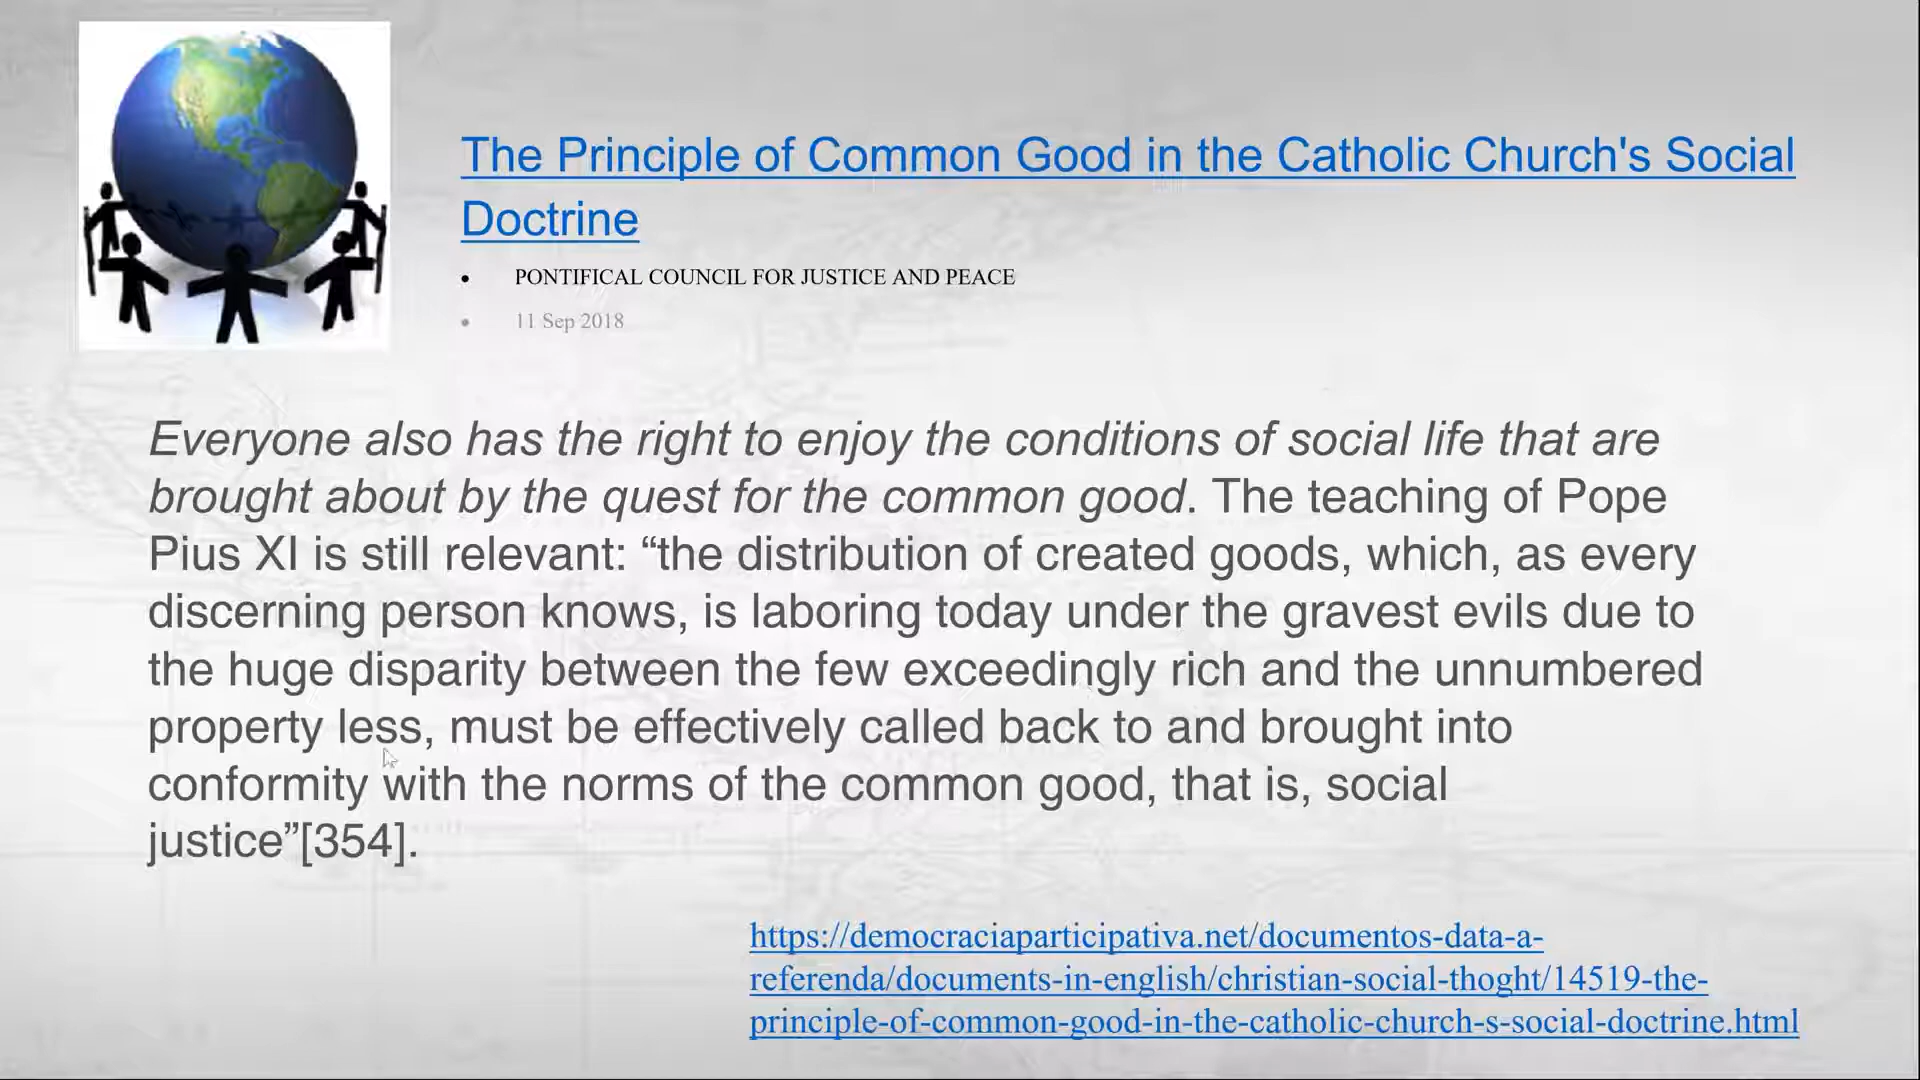 The Principle of Common Good in the Catholic Church's Social
Doctrine
• PONTIFICAL COUNCIL FOR JUSTICE AND PEACE
• 11 Sep 2018
Everyone also has the right to enjoy the conditions of social life that are
brought about by the quest for the common good. The teaching of Pope
Pius XI is still relevant: “the distribution of created goods, which, as every
discerning person knows, is laboring today under the gravest evils due to
the huge disparity between the few exceedingly rich and the unnumbered
property less, must be effectively called back to and brought into
conformity with the norms of the common good, that is, social
justice”[354].
https://democraciaparticipativa.net/documentos-data-a-
referenda/documents-in-english/christian-social-thoght/14519-the-
principle-of-common-good-in-the-catholic-church-s-social-doctrine.html